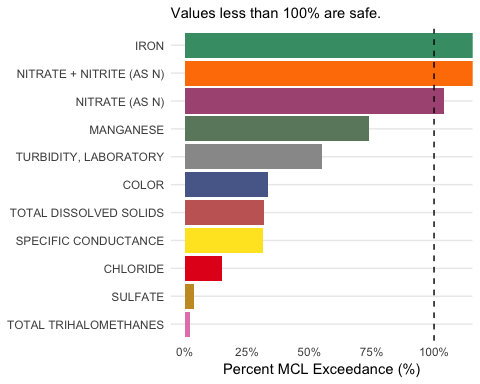 Values less than 100% are safe.
IRON
NITRATE + NITRITE (AS N)
NITRATE (AS N)
MANGANESE
TURBIDITY, LABORATORY
COLOR
TOTAL DISSOLVED SOLIDS
SPECIFIC CONDUCTANCE
CHLORIDE
SULFATE
TOTAL TRIHALOMETHANES
0% 25% 50% 75% 100%
Percent MCL Exceedance (%)